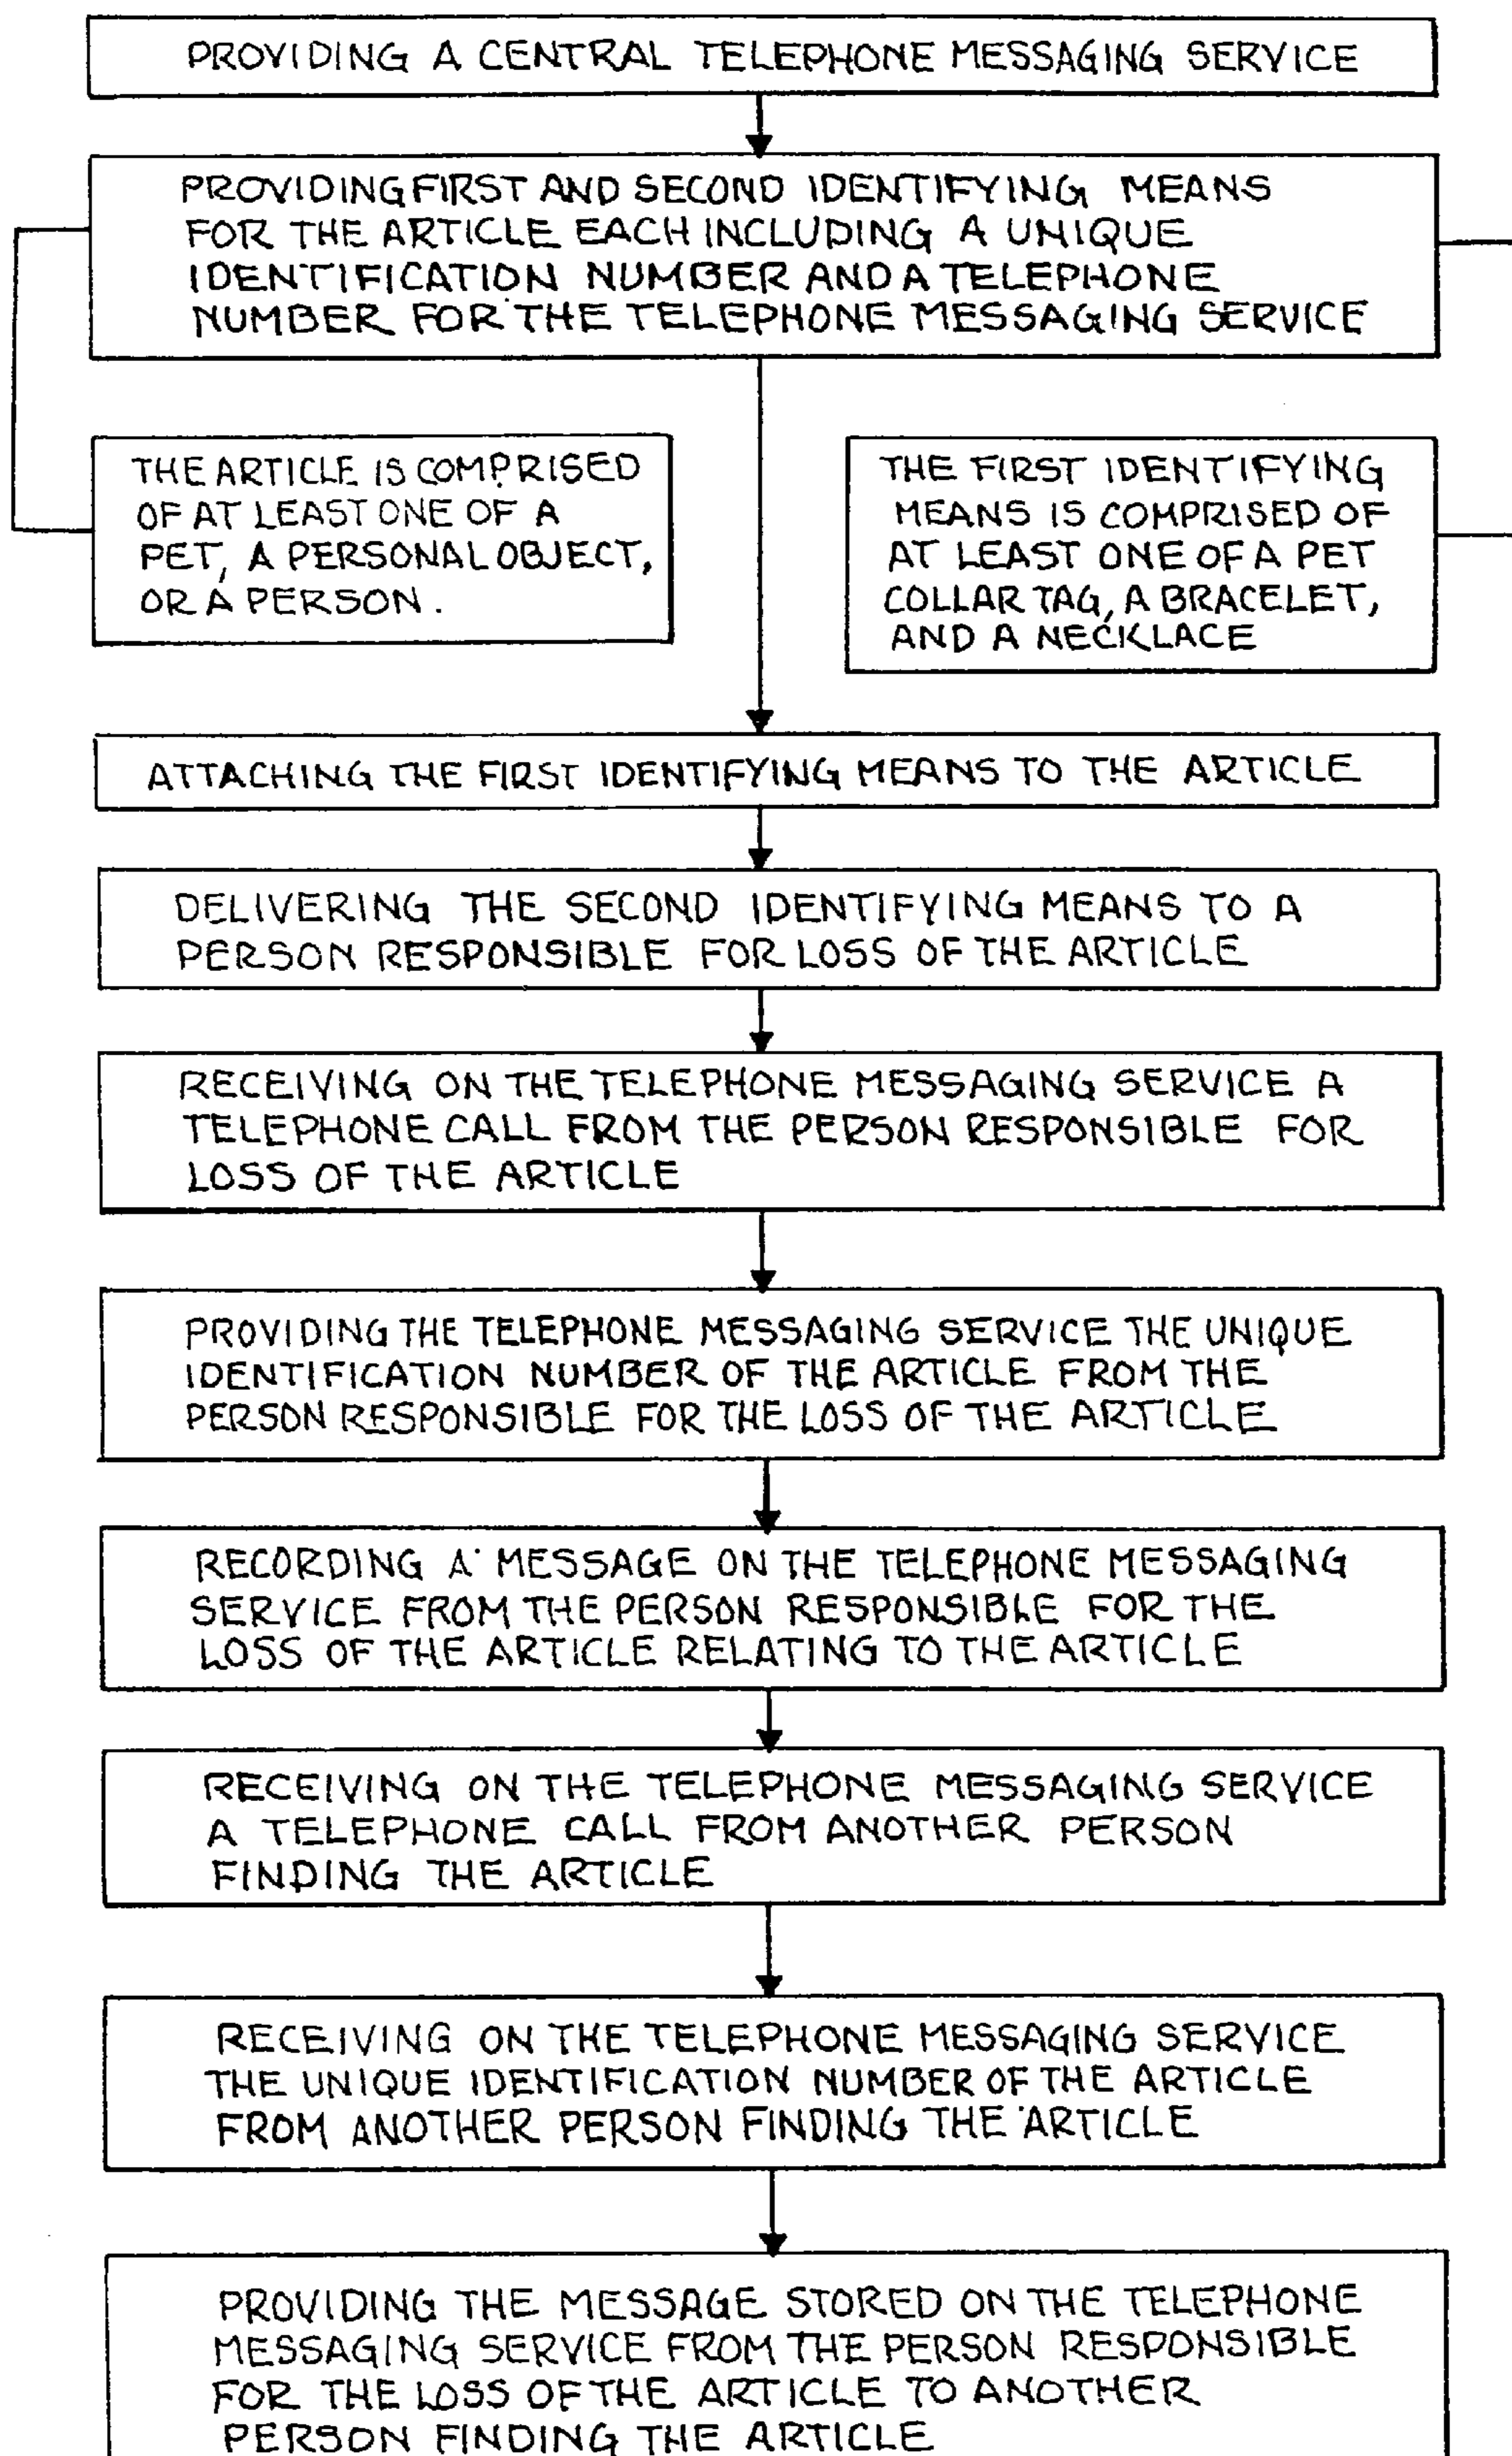 PROVIDING A CENTRAL TELEPHONE MESSAGING SERVICE
PROVIDING FIRST AND SECOND IDENTIFYING MEANS
FOR THE ARTICLE EACH INCLUDING A UNIQUE
IDENTIFICATION NUMBER AND A TELEPHONE
NUMBER FOR THE TELEPHONE MESSAGING SERVICE
THE ARTICLE IS COMPRISED
OF AT LEAST ONE OF A
PET, A PERSONAL OBJECT,
OR A PERSON.
THE FIRST IDENTIFYING
MEANS IS COMPRISED OF
AT LEAST ONE OF A PET
COLLAR TAG, A BRACELET,
AND A NECKLACE
ATTACHING THE FIRST IDENTIFYING MEANS TO THE ARTICLE
DELIVERING THE SECOND IDENTIFYING MEANS TO A
PERSON RESPONSIBLE FOR LOSS OF THE ARTICLE
RECEIVING ON THE TELEPHONE MESSAGING SERVICE A
TELEPHONE CALL FROM THE PERSON RESPONSIBLE FOR
LOSS OF THE ARTICLE
PROVIDING THE TELEPHONE MESSAGING SERVICE THE UNIQUE
IDENTIFICATION NUMBER OF THE ARTICLE FROM THE
PERSON RESPONSIBLE FOR THE LOSS OF THE ARTICLE
RECORDING A MESSAGE ON THE TELEPHONE MESSAGING
SERVICE FROM THE PERSON RESPONSIBLE FOR THE
LOSS OF THE ARTICLE RELATING TO THE ARTICLE
RECEIVING ON THE TELEPHONE MESSAGING SERVICE
A TELEPHONE CALL FROM ANOTHER PERSON
FINDING THE ARTICLE
RECEIVING ON THE TELEPHONE MESSAGING SERVICE
THE UNIQUE IDENTIFICATION NUMBER OF THE ARTICLE
FROM ANOTHER PERSON FINDING THE ARTICLE
PROVIDING THE MESSAGE STORED ON THE TELEPHONE
MESSAGING SERVICE FROM THE PERSON RESPONSIBLE
FOR THE LOSS OF THE ARTICLE TO ANOTHER
PERSON FINDING THE ARTICLE